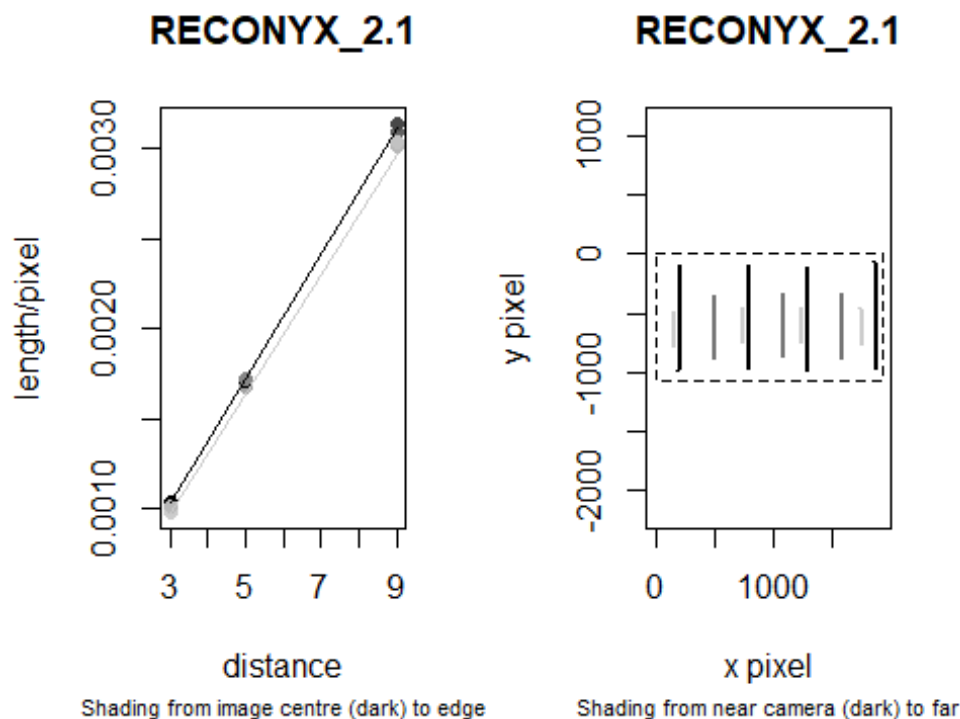 RECONYX_2.1
length/pixel
0.0010 0.0020 0.0030
3 5 7 9
distance
Shading from image centre (dark) to edge
RECONYX_2.1
y pixel
-2000 -1000 0 1000
0 1000
x pixel
Shading from near camera (dark) to far